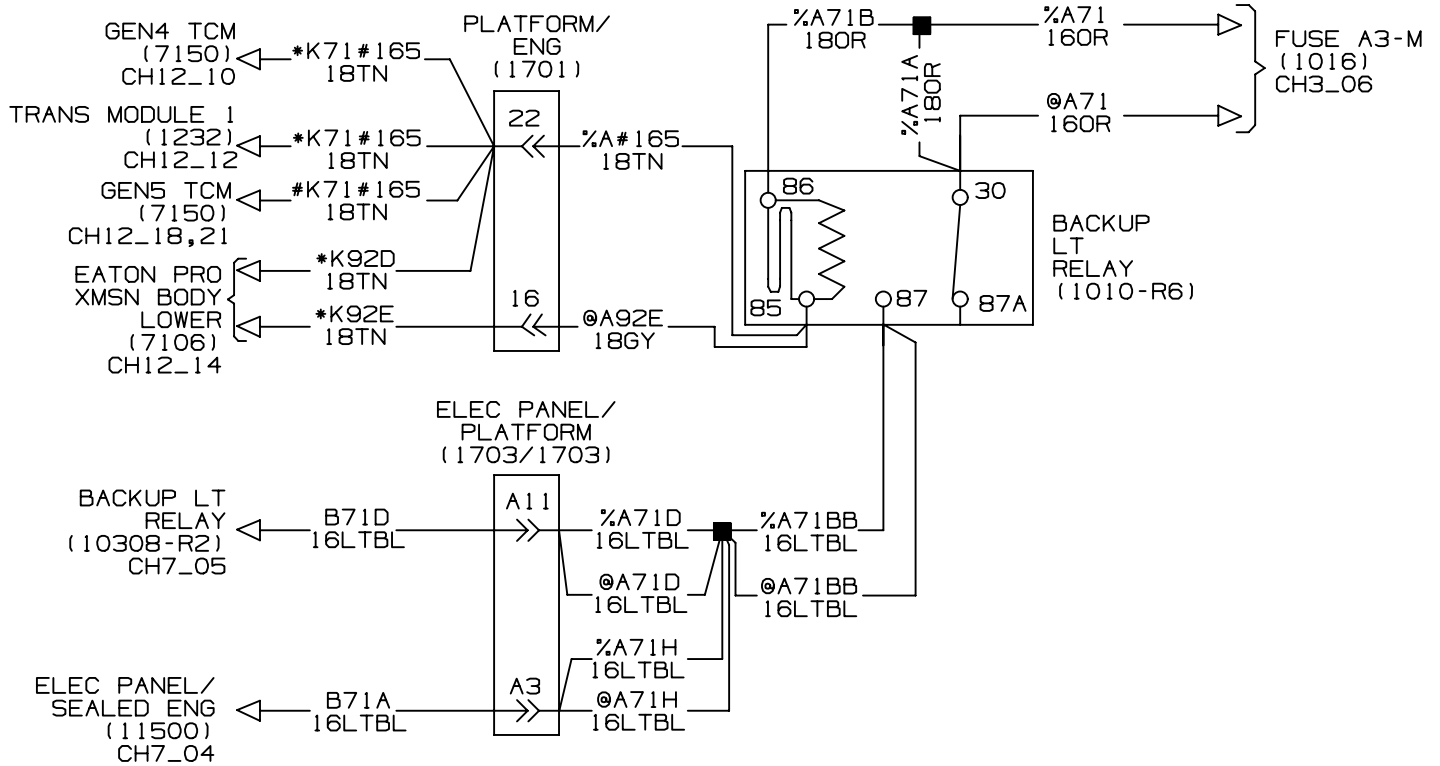 GEN4 TCM
(7150)
CH12_10
*K71#165
18TN
PLATFORM/
ENG
(1701)
%A71B
18OR
%A71
16OR
FUSE A3-M
(1016)
CH3_06
%A71A
18OR
@A71
16OR
TRANS MODULE 1
(1232)
CH12_12
*K71#165
18TN
22
%A#165
18TN
GEN5 TCM
(7150)
CH12_18,21
#K71#165
18TN
86
30
BACKUP
LT
RELAY
(1010-R6)
EATON PRO
XMSN BODY
LOWER
(7106)
CH12_14
*K92D
18TN
*K92E
18TN
16
@A92E
18GY
85
87
87A
ELEC PANEL/
PLATFORM
(1703/1703)
BACKUP LT
RELAY
(10308-R2)
CH7_05
B71D
16LTBL
A11
%A71D
16LTBL
%A71BB
16LTBL
@A71D
16LTBL
@A71BB
16LTBL
%A71H
16LTBL
ELEC PANEL/
SEALED ENG
(11500)
CH7_04
B71A
16LTBL
A3
@A71H
16LTBL